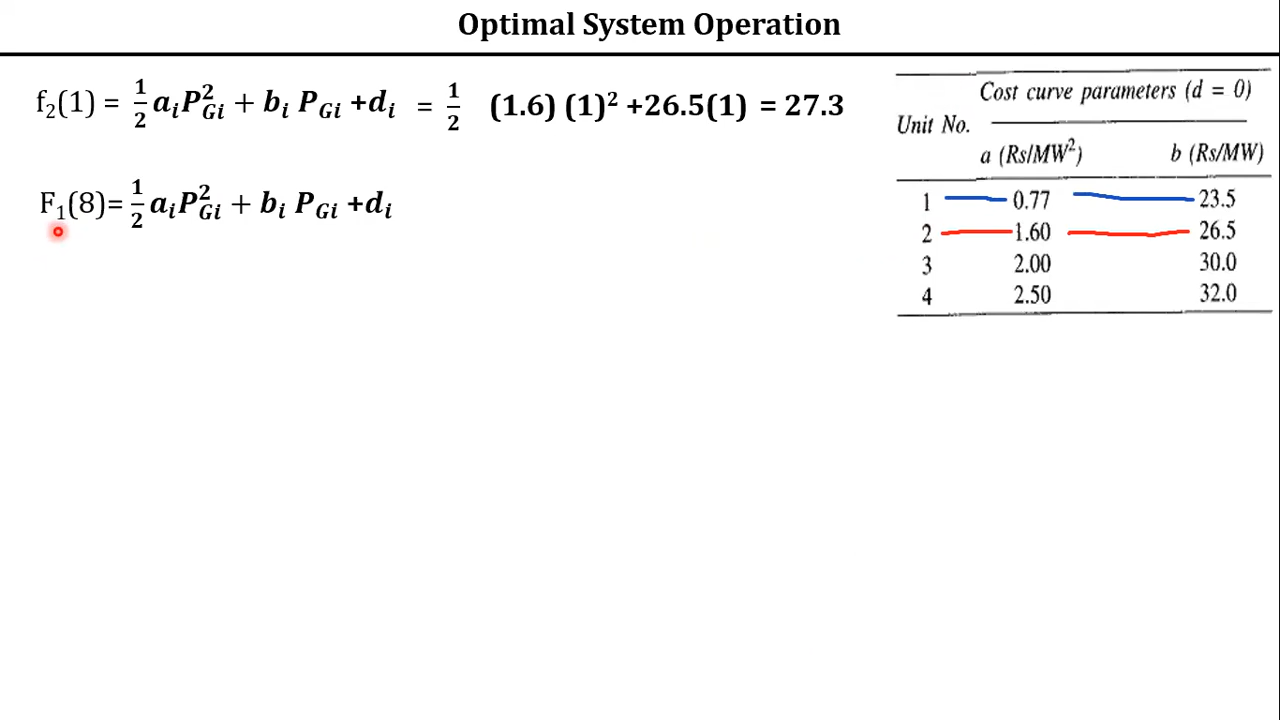 Optimal System Operation
f₂(1) = 1/2 aᵢP²Gi + bᵢ PGi +dᵢ = 1/2 (1.6) (1)² +26.5(1) = 27.3
F₁(8)= 1/2 aᵢP²Gi + bᵢ PGi +dᵢ
Cost curve parameters (d = 0)
Unit No.
a (Rs/MW²) b (Rs/MW)
1 0.77 23.5
2 1.60 26.5
3 2.00 30.0
4 2.50 32.0